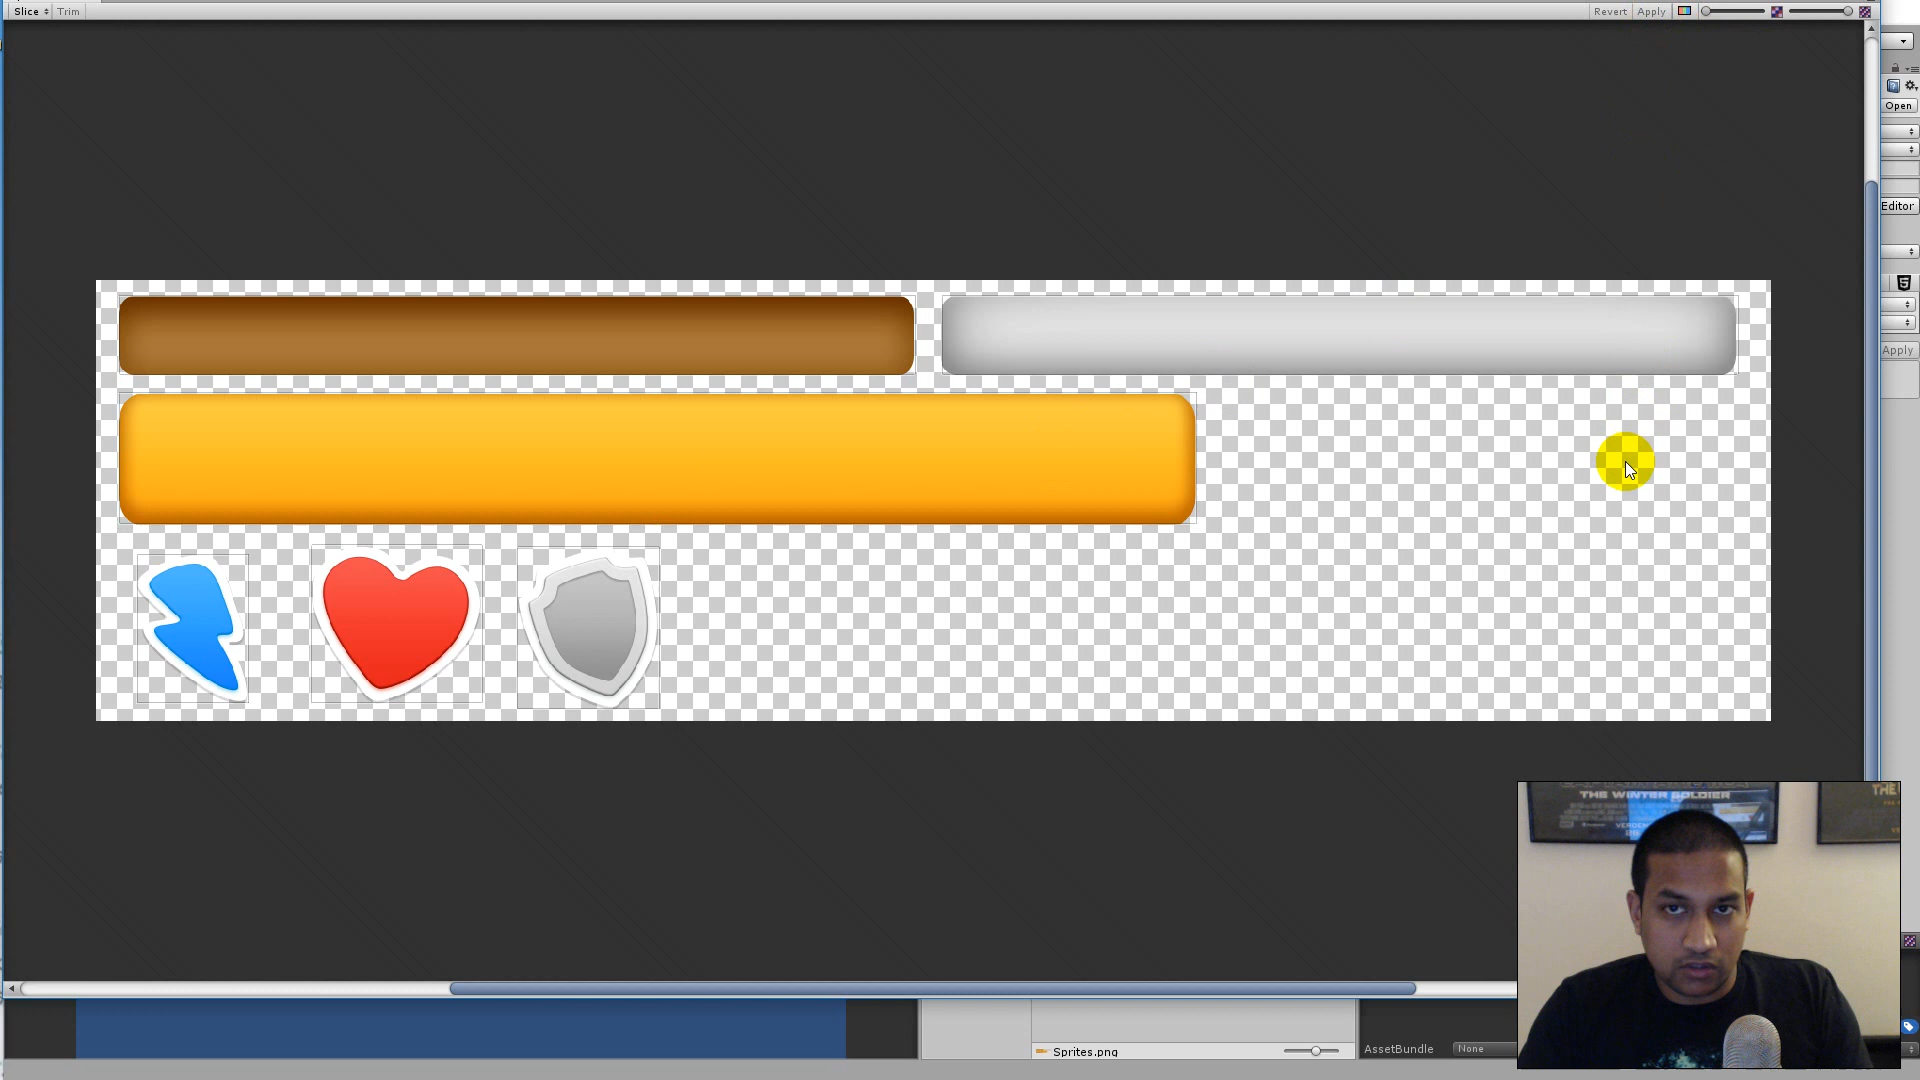 Slice Trim Revert Apply
Open
Editor
Apply
THE WINTER SOLDIER
THE
Sprites.png
AssetBundle None